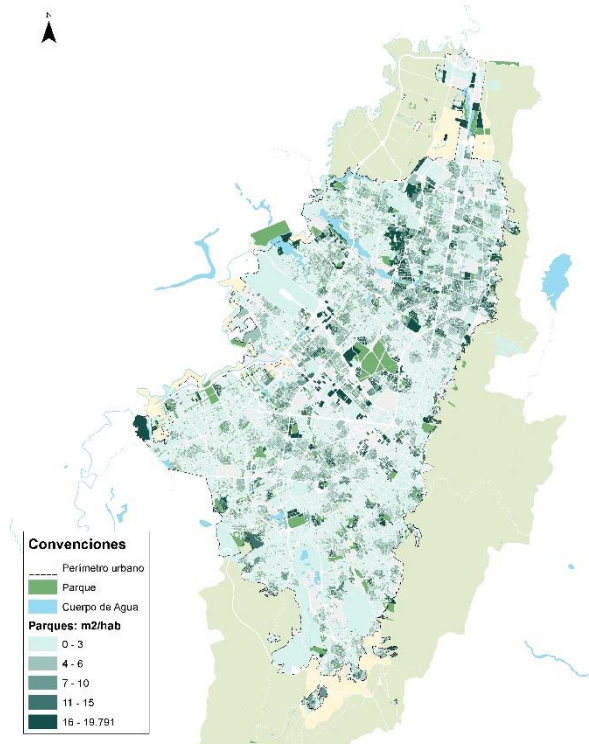 N
Convenciones
Perímetro urbano
Parque
Cuerpo de Agua
Parques: m2/hab
0 - 3
4 - 6
7 - 10
11 - 15
16 - 19.791